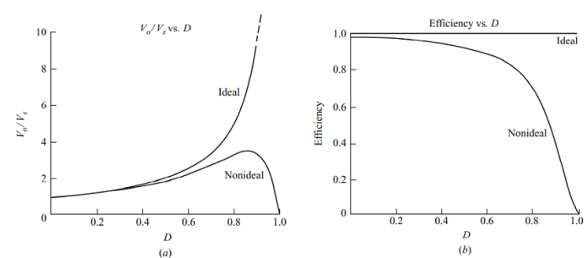 Vo/Vs vs. D
10
8
6
4
2
0
Vo/Vs
Ideal
Nonideal
0.2 0.4 0.6 0.8 1.0
D
(a)
Efficiency vs. D
1.0
0.8
0.6
0.4
0.2
0
Efficiency
Ideal
Nonideal
0.2 0.4 0.6 0.8 1.0
D
(b)